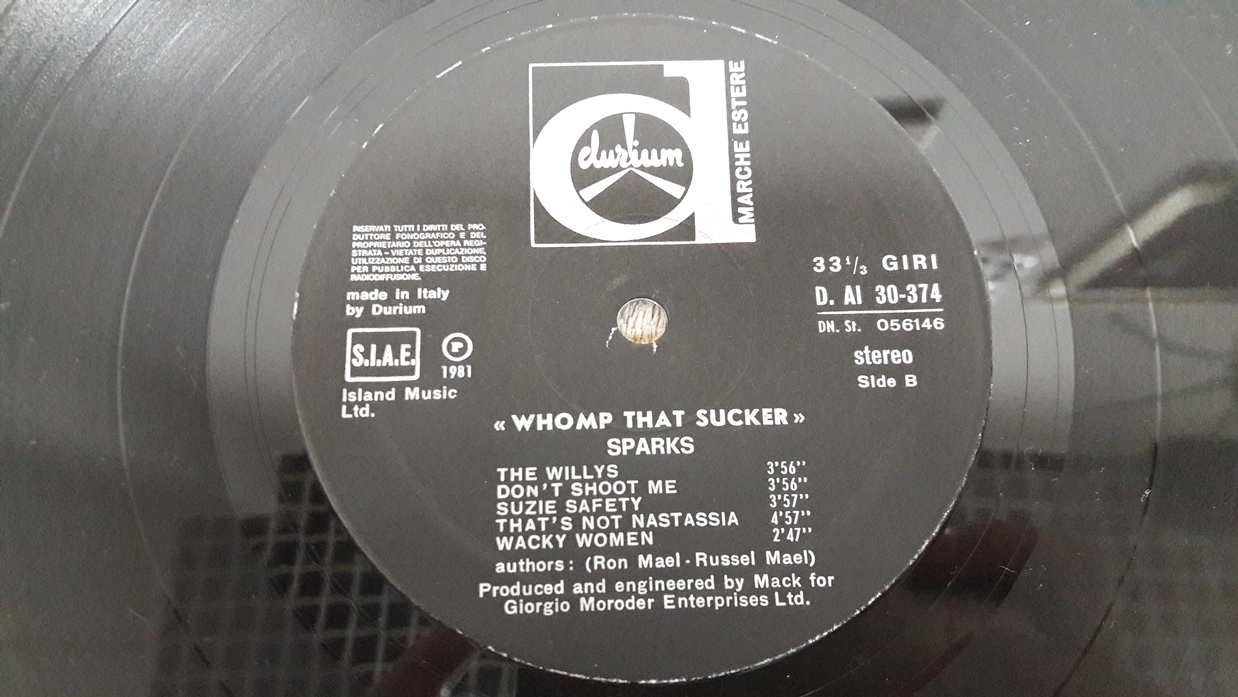 durium
MARCHE ESTERE
RISERVATI TUTTI I DIRITTI DEL PRO-
DUTTORE FONOGRAFICO E DEL
PROPRIETARIO DELL'OPERA REGI-
STRATA - VIETATE DUPLICAZIONE,
UTILIZZAZIONE DI QUESTO DISCO
PER PUBBLICA ESECUZIONE E
RADIODIFFUSIONE.
made in Italy
by Durium
S.I.A.E.
P
1981
Island Music
Ltd.
33 1/3 GIRI
D. AI 30-374
DN. St. 056146
stereo
Side B
« WHOMP THAT SUCKER »
SPARKS
THE WILLYS 3'56''
DON'T SHOOT ME 3'56''
SUZIE SAFETY 3'57''
THAT'S NOT NASTASSIA 4'57''
WACKY WOMEN 2'47''
authors: (Ron Mael - Russel Mael)
Produced and engineered by Mack for
Giorgio Moroder Enterprises Ltd.